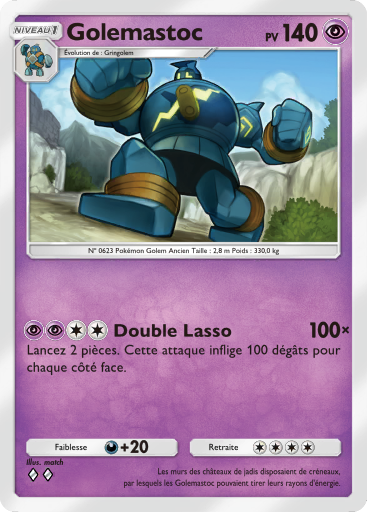 NIVEAU 1
Golemastoc
PV 140
Évolution de : Gringolem
N° 0623 Pokémon Golem Ancien Taille : 2,8 m Poids : 330,0 kg
Double Lasso 100×
Lancez 2 pièces. Cette attaque inflige 100 dégâts pour
chaque côté face.
Faiblesse +20
Retraite
Illus. match
Les murs des châteaux de jadis disposaient de créneaux,
par lesquels les Golemastoc pouvaient tirer leurs rayons d'énergie.